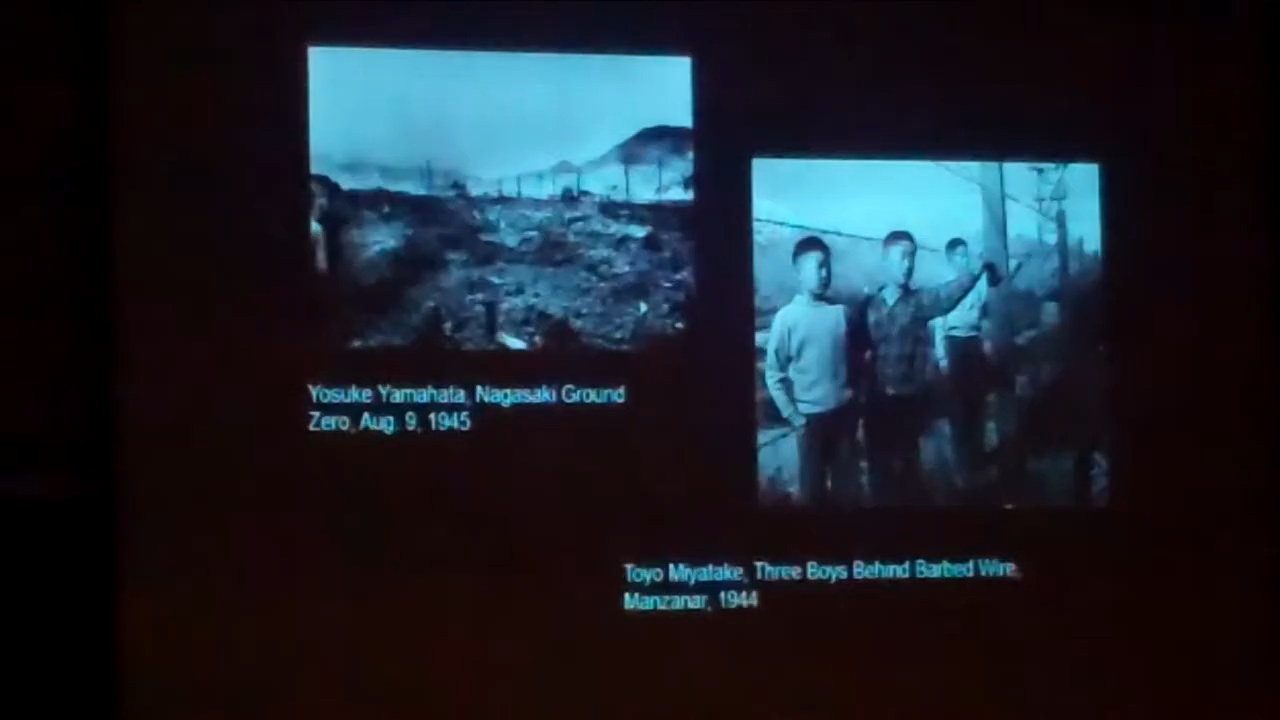 Yosuke Yamahata, Nagasaki Ground
Zero, Aug. 9, 1945
Toyo Miyatake, Three Boys Behind Barbed Wire,
Manzanar, 1944